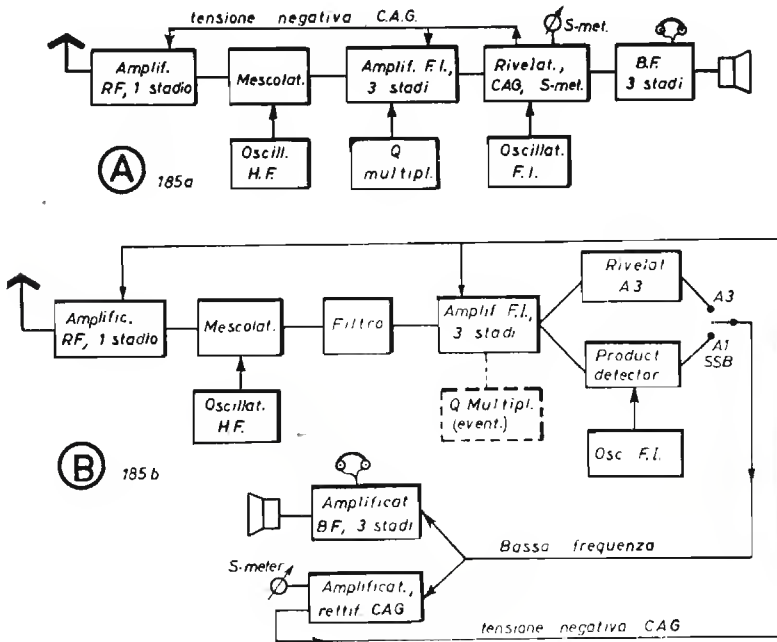 tensione negativa C.A.G.
S-met.
Amplif.
RF, 1 stadio
Mescolat.
Amplif. F.I.,
3 stadi
Rivelat.,
CAG, S-met.
B.F.
3 stadi
Oscill.
H.F.
Q
multipl.
Oscillat.
F.I.
A
185a
Amplific.
RF, 1 stadio
Mescolat.
Filtro
Amplif F.I.,
3 stadi
Rivelat
A3
A3
A1
SSB
Product
detector
Oscillat.
H.F.
Q Multipl.
(event.)
Osc F.I.
B
185b
Amplificat
BF, 3 stadi
Bassa frequenza
S-meter
Amplificat.,
rettif. CAG
tensione negativa CAG